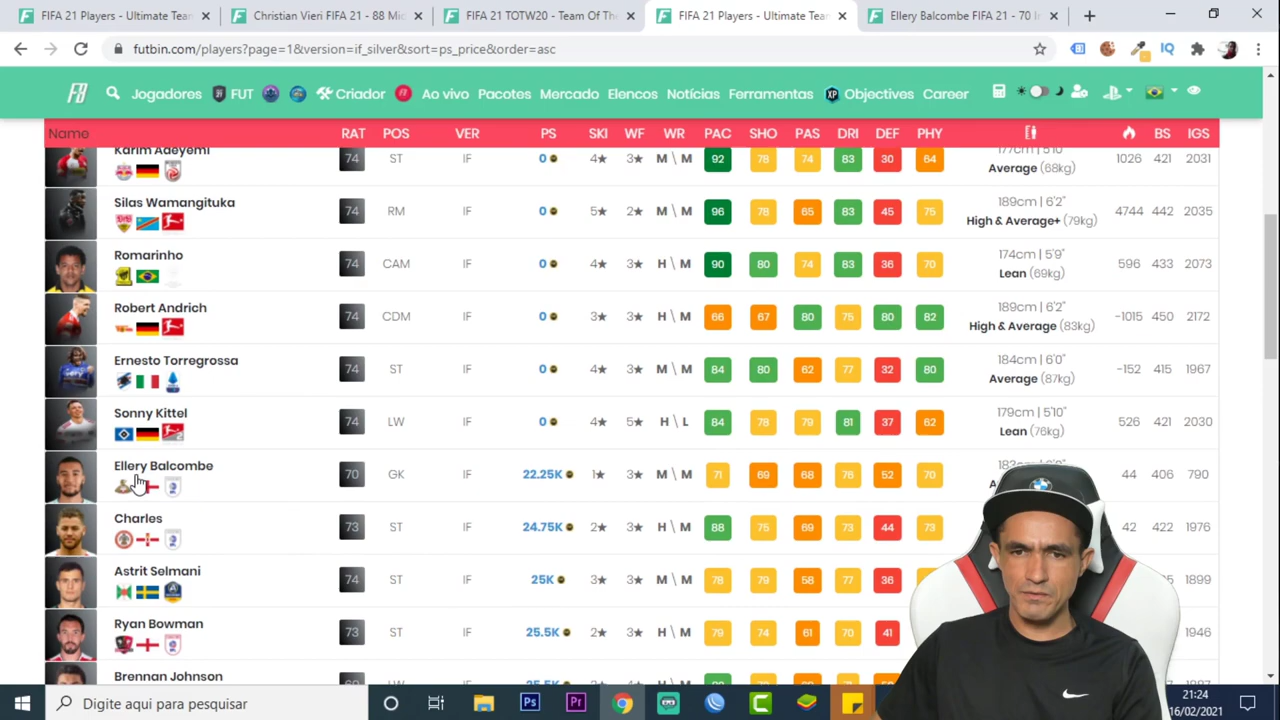 FIFA 21 Players - Ultimate Tean
Christian Vieri FIFA 21 - 88 Mid
FIFA 21 TOTW20 - Team Of The
FIFA 21 Players - Ultimate Tean
Ellery Balcombe FIFA 21 - 70 In
futbin.com/players?page=1&version=if_silver&sort=ps_price&order=asc
IQ
F8 Jogadores FUT Criador Ao vivo Pacotes Mercado Elencos Notícias Ferramentas XP Objectives Career
Name RAT POS VER PS SKI WF WR PAC SHO PAS DRI DEF PHY BS IGS
Karim Adeyemi 74 ST IF 0 4★ 3★ M \ M 92 78 74 83 30 64 177cm | 5'10" 1026 421 2031
Average (68kg)
Silas Wamangituka 74 RM IF 0 5★ 2★ M \ M 96 78 65 83 45 75 189cm | 6'2" 4744 442 2035
High & Average+ (79kg)
Romarinho 74 CAM IF 0 4★ 3★ H \ M 90 80 74 83 36 70 174cm | 5'9" 596 433 2073
Lean (69kg)
Robert Andrich 74 CDM IF 0 3★ 3★ H \ M 66 67 80 75 80 82 189cm | 6'2" -1015 450 2172
High & Average (83kg)
Ernesto Torregrossa 74 ST IF 0 4★ 3★ M \ M 84 80 62 77 32 80 184cm | 6'0" -152 415 1967
Average (87kg)
Sonny Kittel 74 LW IF 0 4★ 5★ H \ L 84 78 79 81 37 62 179cm | 5'10" 526 421 2030
Lean (76kg)
Ellery Balcombe 70 GK IF 22.25K 1★ 3★ M \ M 71 69 68 78 52 70 44 406 790
Charles 73 ST IF 24.75K 2★ 3★ H \ M 88 75 69 73 44 73 42 422 1976
Astrit Selmani 74 ST IF 25K 3★ 3★ M \ M 78 79 58 77 36 1899
Ryan Bowman 73 ST IF 25.5K 2★ 3★ H \ M 79 74 61 70 41 1946
Brennan Johnson
Digite aqui para pesquisar
Ps Pr C
21:24
16/02/2021